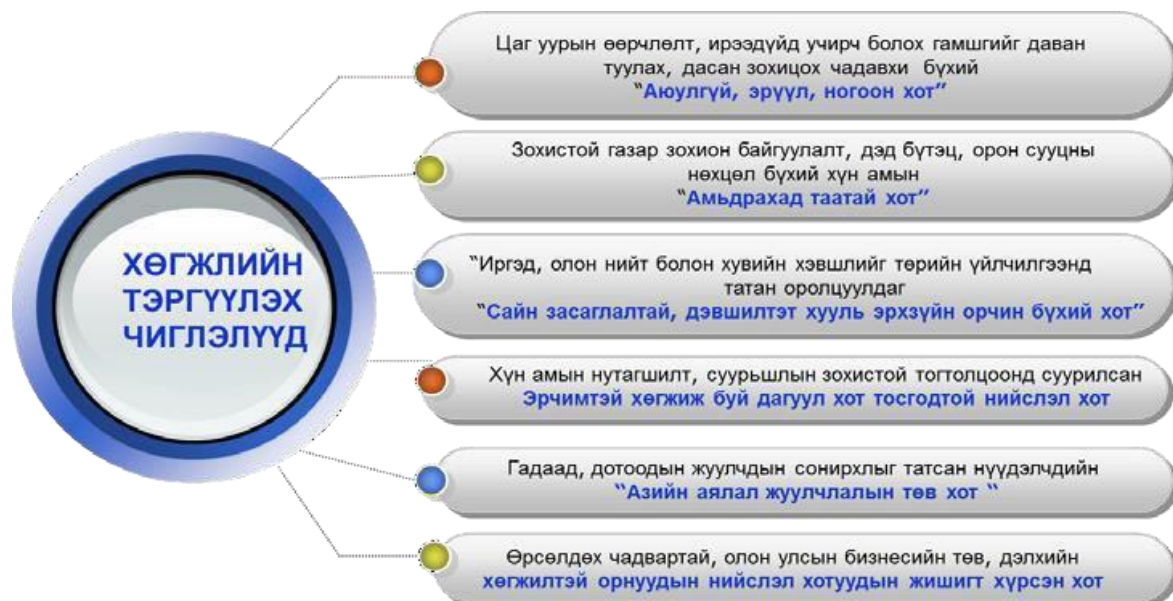 ХӨГЖЛИЙН
ТЭРГҮҮЛЭХ
ЧИГЛЭЛҮҮД
Цаг уурын өөрчлөлт, ирээдүйд учирч болох гамшгийг даван
туулах, дасан зохицох чадавхи бүхий
"Аюулгүй, эрүүл, ногоон хот"
Зохистой газар зохион байгуулалт, дэд бүтэц, орон сууцны
нөхцөл бүхий хүн амын
"Амьдрахад таатай хот"
"Иргэд, олон нийт болон хувийн хэвшлийг төрийн үйлчилгээнд
татан оролцуулдаг
"Сайн засаглалтай, дэвшилтэт хууль эрхзүйн орчин бүхий хот"
Хүн амын нутагшилт, суурьшлын зохистой тогтолцоонд суурилсан
Эрчимтэй хөгжиж буй дагуул хот тосгодтой нийслэл хот
Гадаад, дотоодын жуулчдын сонирхлыг татсан нүүдэлчдийн
"Азийн аялал жуулчлалын төв хот "
Өрсөлдөх чадвартай, олон улсын бизнесийн төв, дэлхийн
хөгжилтэй орнуудын нийслэл хотуудын жишигт хүрсэн хот